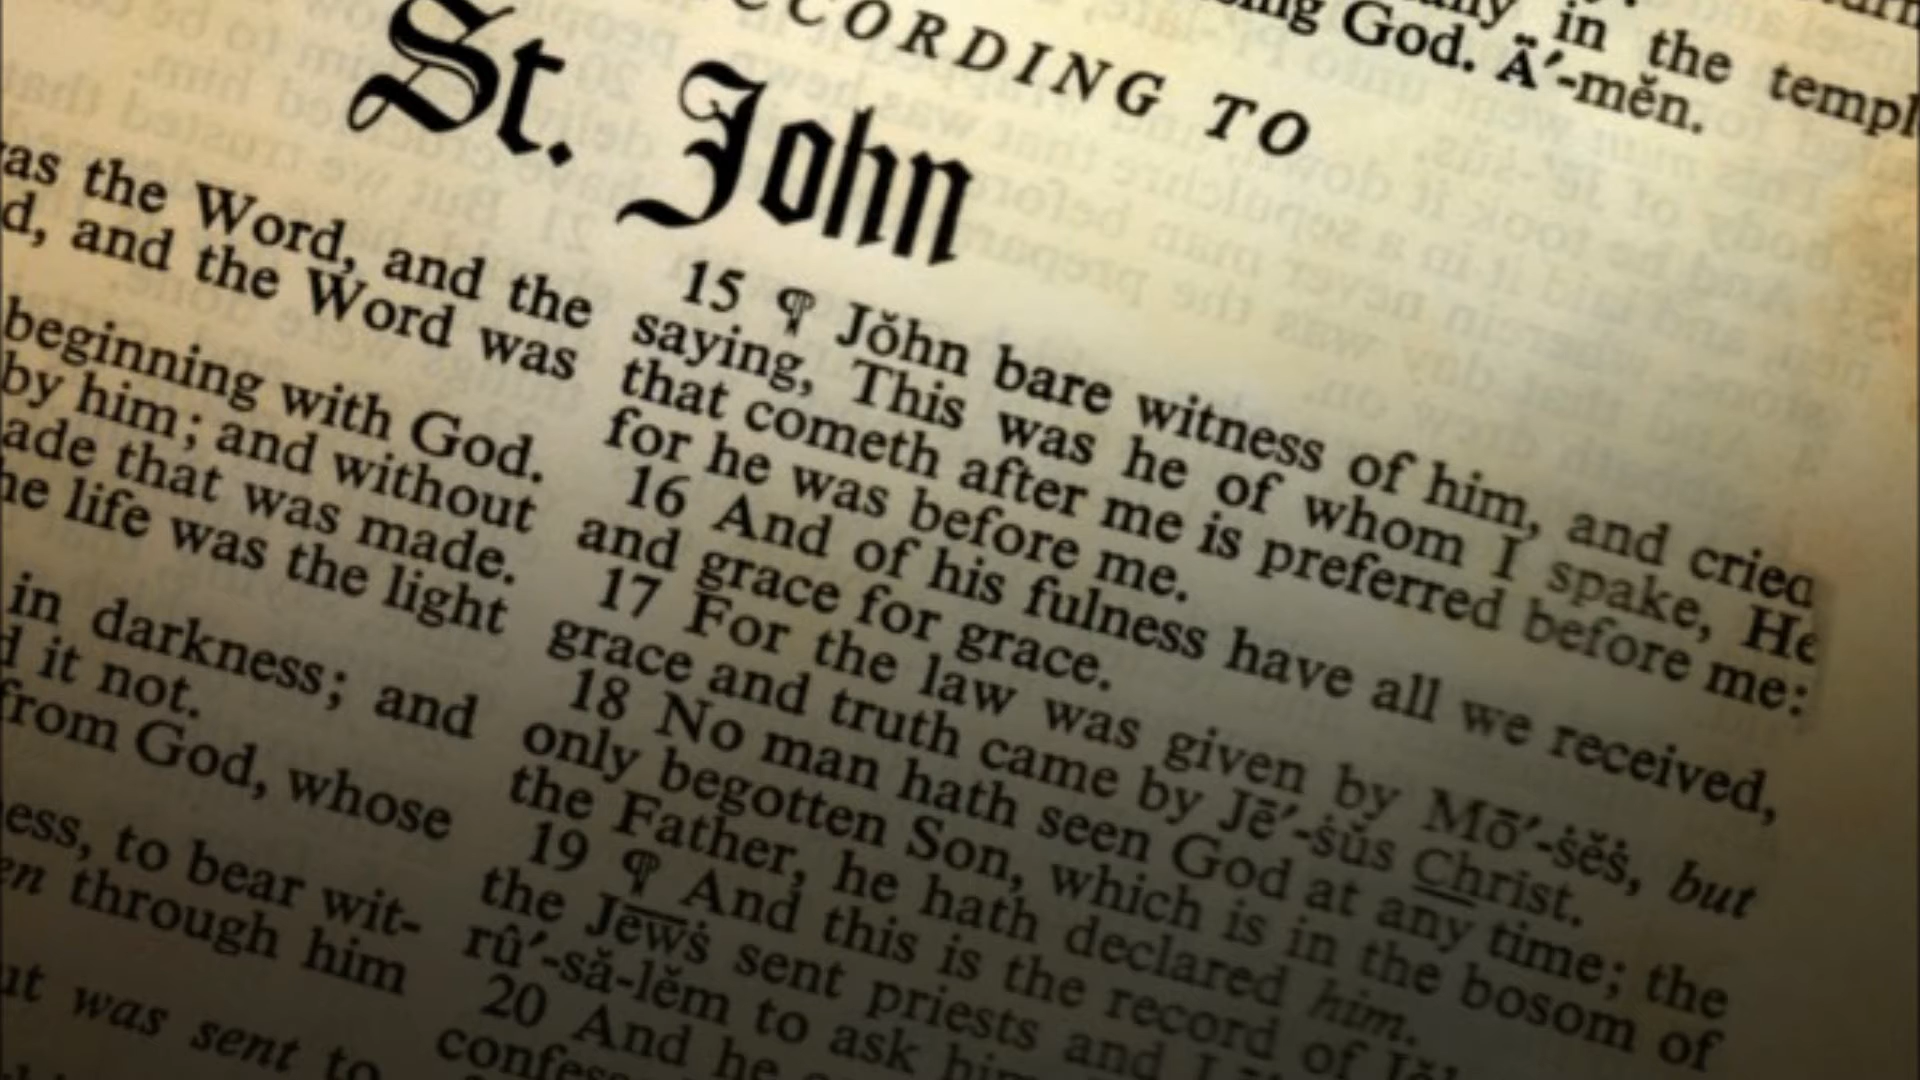 in the templ
God. Ā′-mĕn.
CORDING TO
St. John
as the Word, and the
d, and the Word was
beginning with God.
by him; and without
ade that was made.
he life was the light
in darkness; and
d it not.
from God, whose
ess, to bear wit-
en through him
ut was sent to
15 ¶ Jŏhn bare witness of him, and cried
saying, This was he of whom I spake, He
that cometh after me is preferred before me:
for he was before me.
16 And of his fulness have all we received,
and grace for grace.
17 For the law was given by Mō′-ṡĕṡ, but
grace and truth came by Jē′-ṡŭs Christ.
18 No man hath seen God at any time; the
only begotten Son, which is in the bosom of
the Father, he hath declared him.
19 ¶ And this is the record of Jŏ
the Jewṡ sent priests and L
rû′-să-lĕm to ask him
20 And he
confess